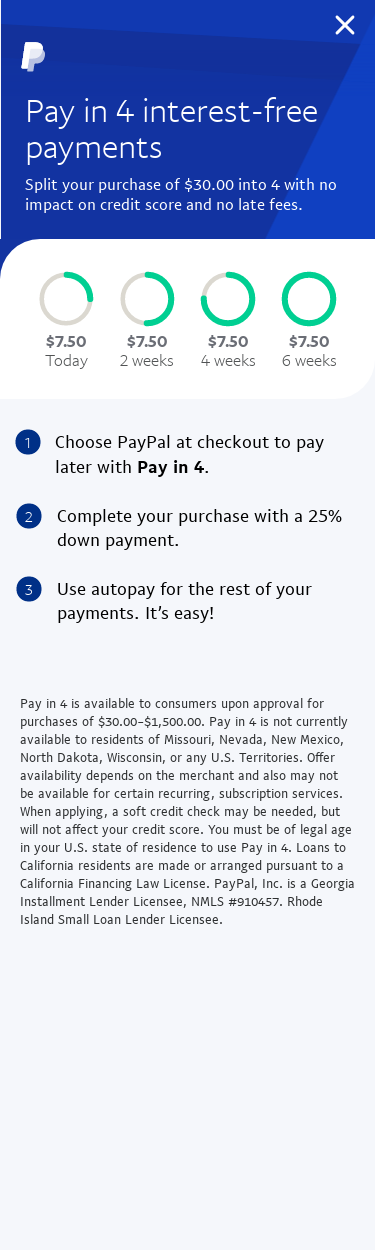 Pay in 4 interest-free
payments
Split your purchase of $30.00 into 4 with no
impact on credit score and no late fees.
$7.50 $7.50 $7.50 $7.50
Today 2 weeks 4 weeks 6 weeks
1 Choose PayPal at checkout to pay
later with Pay in 4.
2 Complete your purchase with a 25%
down payment.
3 Use autopay for the rest of your
payments. It’s easy!
Pay in 4 is available to consumers upon approval for
purchases of $30.00–$1,500.00. Pay in 4 is not currently
available to residents of Missouri, Nevada, New Mexico,
North Dakota, Wisconsin, or any U.S. Territories. Offer
availability depends on the merchant and also may not
be available for certain recurring, subscription services.
When applying, a soft credit check may be needed, but
will not affect your credit score. You must be of legal age
in your U.S. state of residence to use Pay in 4. Loans to
California residents are made or arranged pursuant to a
California Financing Law License. PayPal, Inc. is a Georgia
Installment Lender Licensee, NMLS #910457. Rhode
Island Small Loan Lender Licensee.